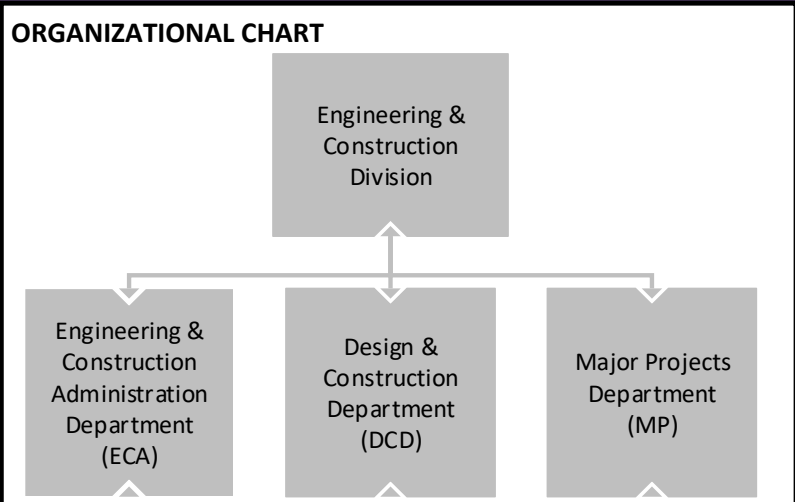 ORGANIZATIONAL CHART
Engineering &
Construction
Division
Engineering &
Construction
Administration
Department
(ECA)
Design &
Construction
Department
(DCD)
Major Projects
Department
(MP)